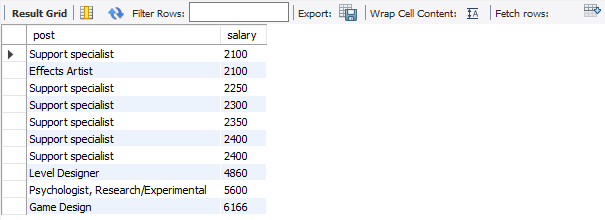 Result Grid Filter Rows: Export: Wrap Cell Content: Fetch rows:
post salary
Support specialist 2100
Effects Artist 2100
Support specialist 2250
Support specialist 2300
Support specialist 2350
Support specialist 2400
Support specialist 2400
Level Designer 4860
Psychologist, Research/Experimental 5600
Game Design 6166